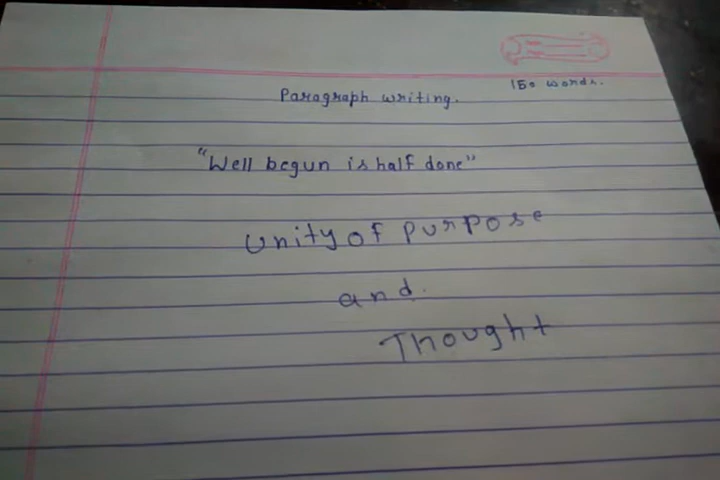 150 words.
Paragraph writing.
"Well begun is half done"
Unity of Purpose
and.
Thought